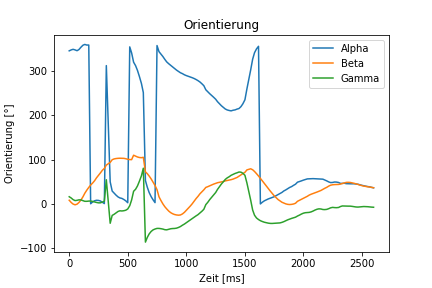 Orientierung
Orientierung [°]
300
200
100
0
−100
Alpha
Beta
Gamma
0
500
1000
1500
2000
2500
Zeit [ms]